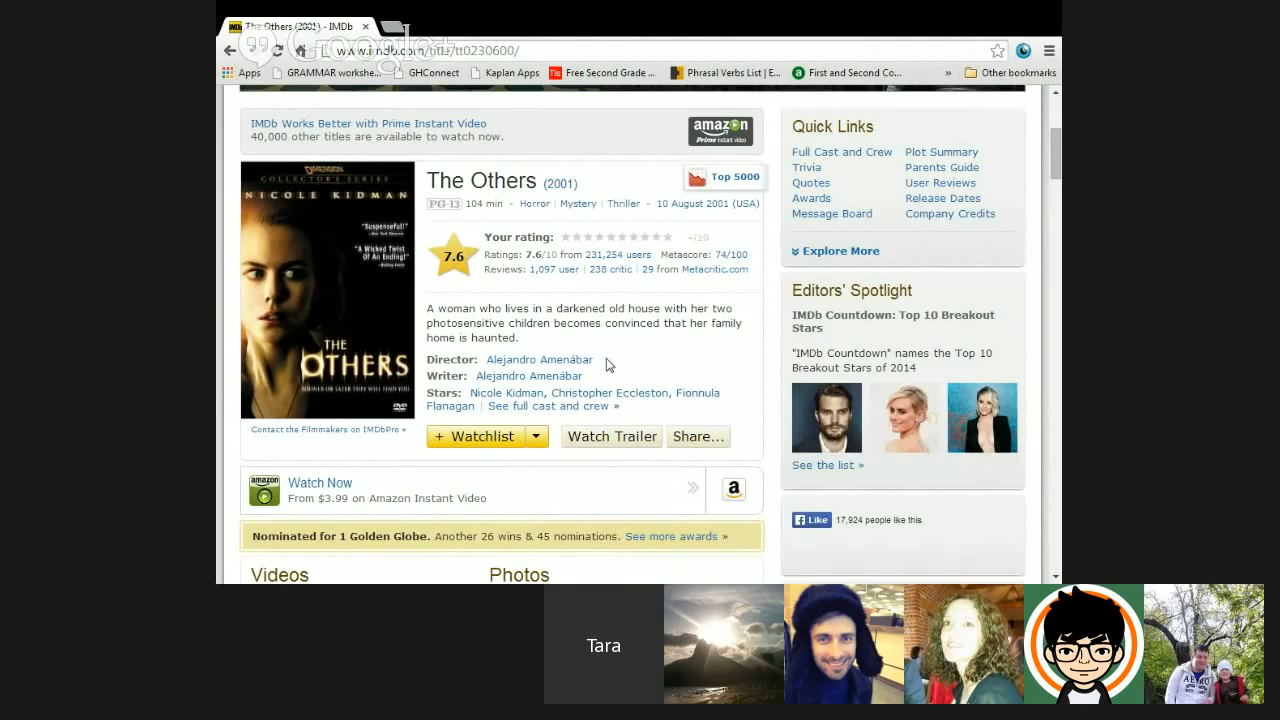 The Others (2001) - IMDb
Google+
www.imdb.com/title/tt0230600/
Apps GRAMMAR workshe... GHConnect Kaplan Apps Free Second Grade ... Phrasal Verbs List | E... First and Second Co... » Other bookmarks
IMDb Works Better with Prime Instant Video
40,000 other titles are available to watch now.
amazon
Prime instant video
DIMENSION
COLLECTOR'S SERIES
NICOLE KIDMAN
"SUSPENSEFUL!"
"A WICKED TWIST
OF AN ENDING!"
THE
OTHERS
SOONER OR LATER THEY WILL FIND YOU
DVD
Contact the Filmmakers on IMDbPro »
The Others (2001)
Top 5000
PG-13 104 min - Horror | Mystery | Thriller - 10 August 2001 (USA)
7.6
Your rating: -/10
Ratings: 7.6/10 from 231,254 users Metascore: 74/100
Reviews: 1,097 user | 238 critic | 29 from Metacritic.com
A woman who lives in a darkened old house with her two
photosensitive children becomes convinced that her family
home is haunted.
Director: Alejandro Amenábar
Writer: Alejandro Amenábar
Stars: Nicole Kidman, Christopher Eccleston, Fionnula
Flanagan | See full cast and crew »
+ Watchlist
Watch Trailer
Share...
amazon
Watch Now
From $3.99 on Amazon Instant Video
a
Nominated for 1 Golden Globe. Another 26 wins & 45 nominations. See more awards »
Videos
Photos
Quick Links
Full Cast and Crew Plot Summary
Trivia Parents Guide
Quotes User Reviews
Awards Release Dates
Message Board Company Credits
Explore More
Editors' Spotlight
IMDb Countdown: Top 10 Breakout
Stars
"IMDb Countdown" names the Top 10
Breakout Stars of 2014
See the list »
Like 17,924 people like this.
Tara